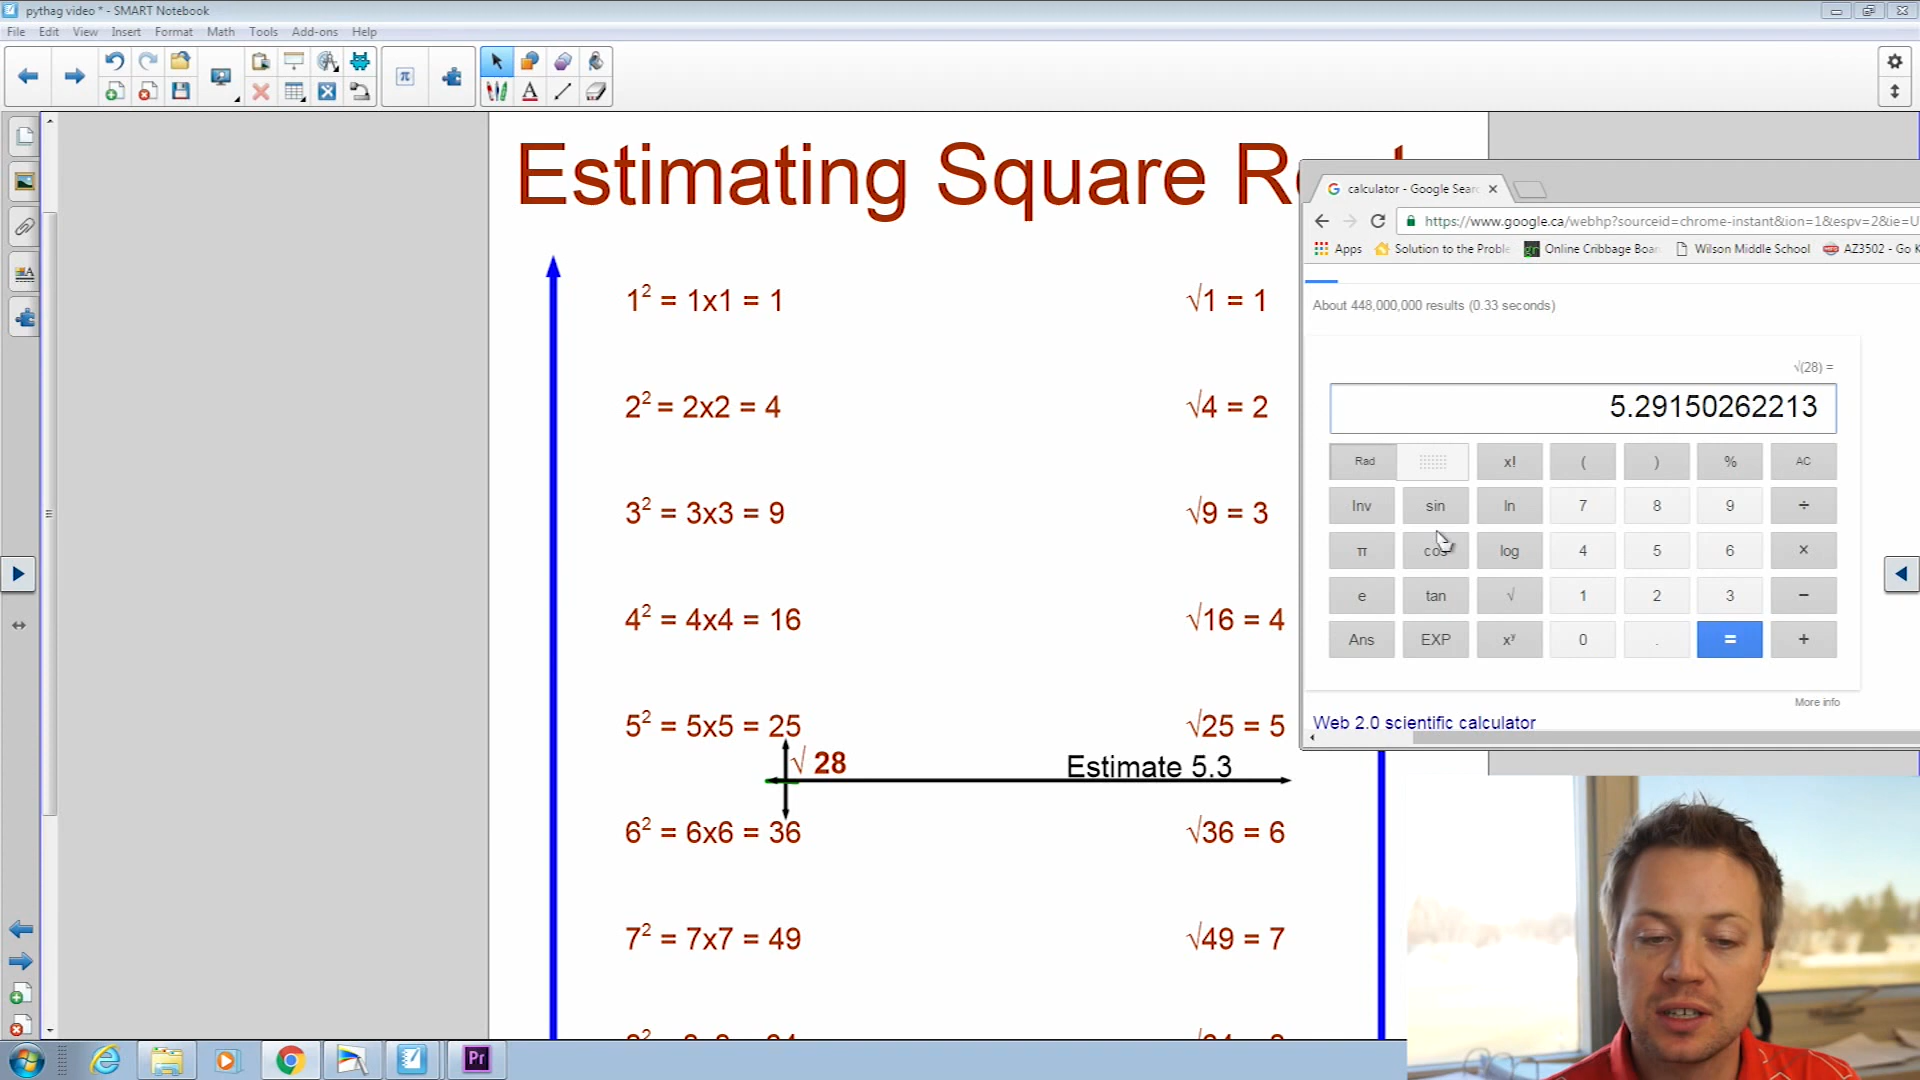 pythag video * - SMART Notebook
File Edit View Insert Format Math Tools Add-ons Help
Estimating Square R
1² = 1x1 = 1
√1 = 1
2² = 2x2 = 4
√4 = 2
3² = 3x3 = 9
√9 = 3
4² = 4x4 = 16
√16 = 4
5² = 5x5 = 25
√25 = 5
√ 28
Estimate 5.3
6² = 6x6 = 36
√36 = 6
7² = 7x7 = 49
√49 = 7
calculator - Google Sear
https://www.google.ca/webhp?sourceid=chrome-instant&ion=1&espv=2&ie=U
Apps Solution to the Proble Online Cribbage Boar Wilson Middle School AZ3502 - Go K
About 448,000,000 results (0.33 seconds)
√(28) =
5.29150262213
Rad x! ( ) % AC
Inv sin ln 7 8 9 ÷
π cos log 4 5 6 ×
e tan √ 1 2 3 −
Ans EXP xʸ 0 . = +
More info
Web 2.0 scientific calculator
Pr